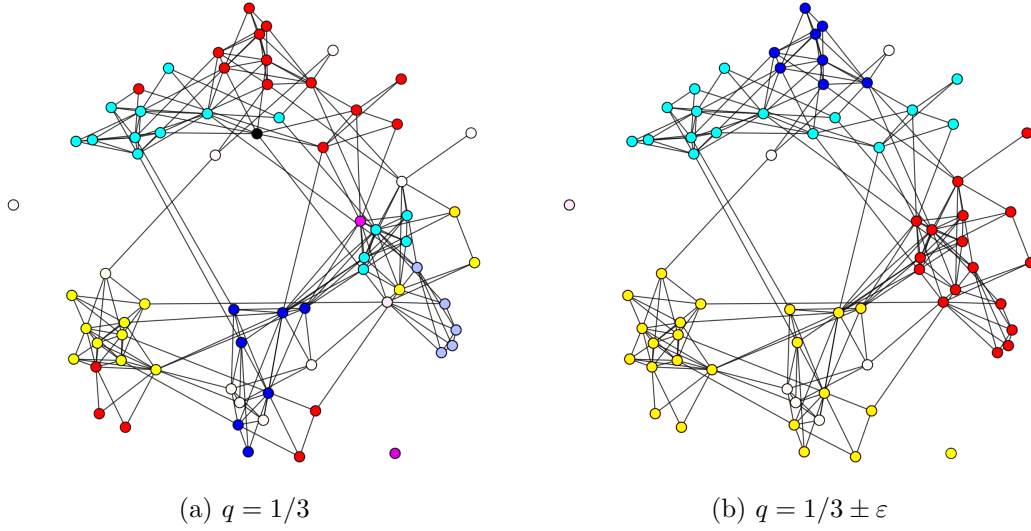 (a) q = 1/3
(b) q = 1/3 ± ε